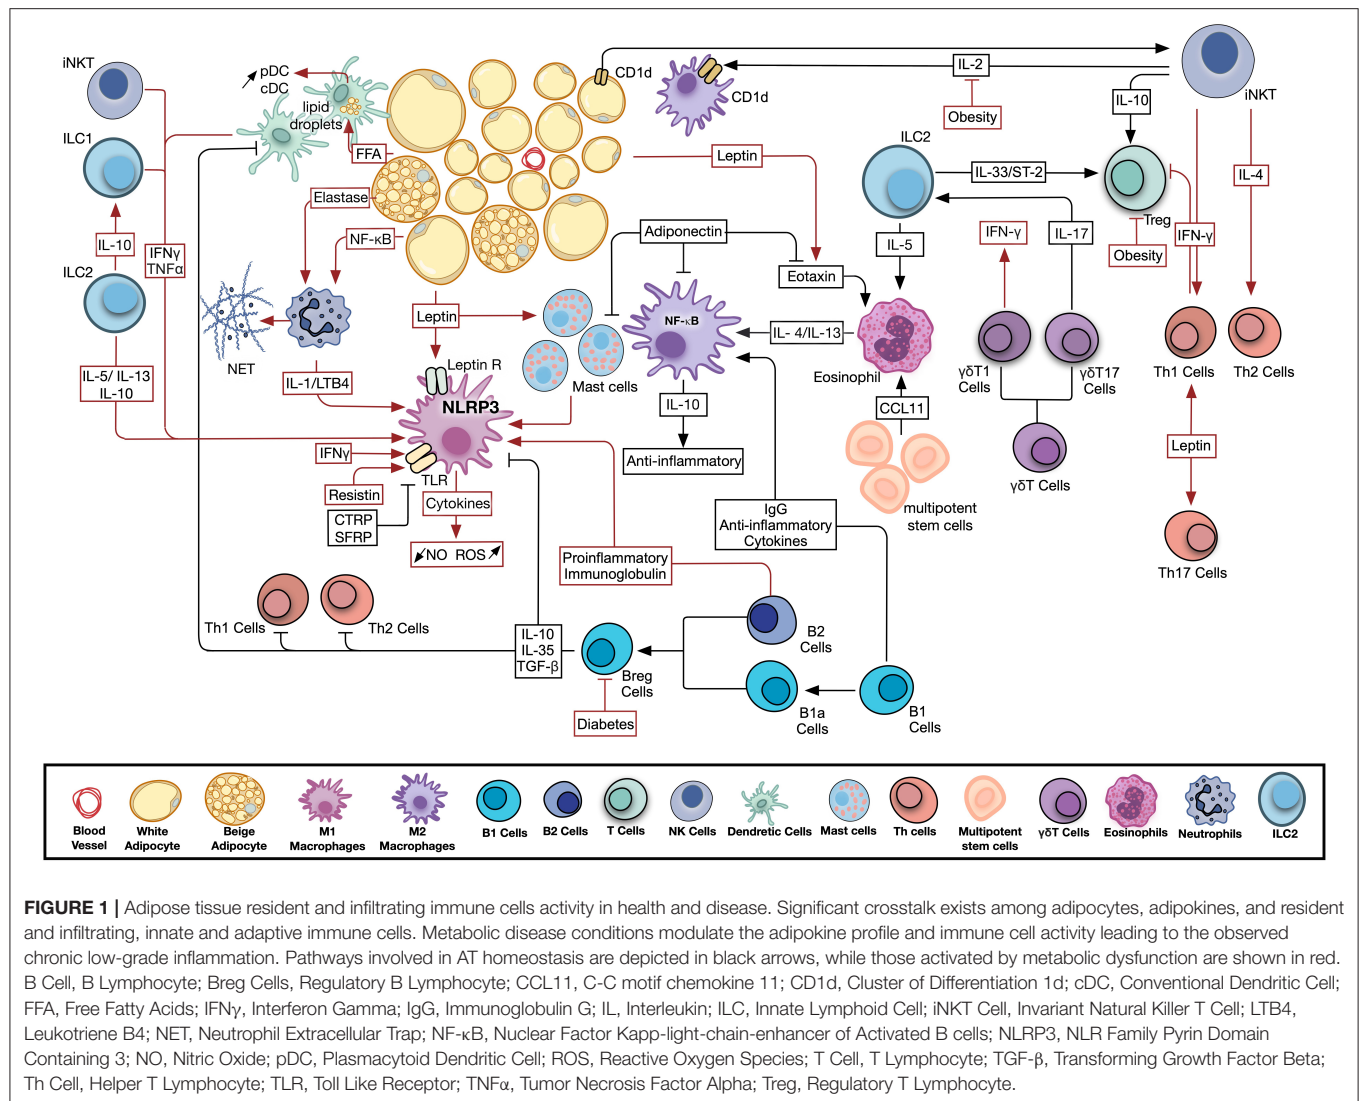 iNKT
ILC1
IL-10
ILC2
IL-5/ IL-13
IL-10
IFNγ
TNFα
pDC
cDC
lipid
droplets
FFA
Elastase
NF-κB
NET
IL-1/LTB4
Leptin
Leptin R
NLRP3
IFNγ
Resistin
TLR
CTRP
SFRP
Cytokines
NO ROS
Mast cells
CD1d
CD1d
IL-2
Obesity
iNKT
IL-10
Leptin
ILC2
IL-33/ST-2
Treg
IL-4
Adiponectin
Eotaxin
IL-5
IFN-γ
IL-17
Obesity
IFN-γ
NF-κB
IL- 4/IL-13
Eosinophil
γδT1
Cells
γδT17
Cells
Th1 Cells
Th2 Cells
IL-10
Anti-inflammatory
CCL11
multipotent
stem cells
γδT Cells
Leptin
Th17 Cells
IgG
Anti-inflammatory
Cytokines
Proinflammatory
Immunoglobulin
Th1 Cells
Th2 Cells
IL-10
IL-35
TGF-β
Breg
Cells
Diabetes
B2
Cells
B1a
Cells
B1
Cells
Blood
Vessel
White
Adipocyte
Beige
Adipocyte
M1
Macrophages
M2
Macrophages
B1 Cells
B2 Cells
T Cells
NK Cells
Dendretic Cells
Mast cells
Th cells
Multipotent
stem cells
γδT Cells
Eosinophils
Neutrophils
ILC2
FIGURE 1 | Adipose tissue resident and infiltrating immune cells activity in health and disease. Significant crosstalk exists among adipocytes, adipokines, and resident
and infiltrating, innate and adaptive immune cells. Metabolic disease conditions modulate the adipokine profile and immune cell activity leading to the observed
chronic low-grade inflammation. Pathways involved in AT homeostasis are depicted in black arrows, while those activated by metabolic dysfunction are shown in red.
B Cell, B Lymphocyte; Breg Cells, Regulatory B Lymphocyte; CCL11, C-C motif chemokine 11; CD1d, Cluster of Differentiation 1d; cDC, Conventional Dendritic Cell;
FFA, Free Fatty Acids; IFNγ, Interferon Gamma; IgG, Immunoglobulin G; IL, Interleukin; ILC, Innate Lymphoid Cell; iNKT Cell, Invariant Natural Killer T Cell; LTB4,
Leukotriene B4; NET, Neutrophil Extracellular Trap; NF-κB, Nuclear Factor Kapp-light-chain-enhancer of Activated B cells; NLRP3, NLR Family Pyrin Domain
Containing 3; NO, Nitric Oxide; pDC, Plasmacytoid Dendritic Cell; ROS, Reactive Oxygen Species; T Cell, T Lymphocyte; TGF-β, Transforming Growth Factor Beta;
Th Cell, Helper T Lymphocyte; TLR, Toll Like Receptor; TNFα, Tumor Necrosis Factor Alpha; Treg, Regulatory T Lymphocyte.